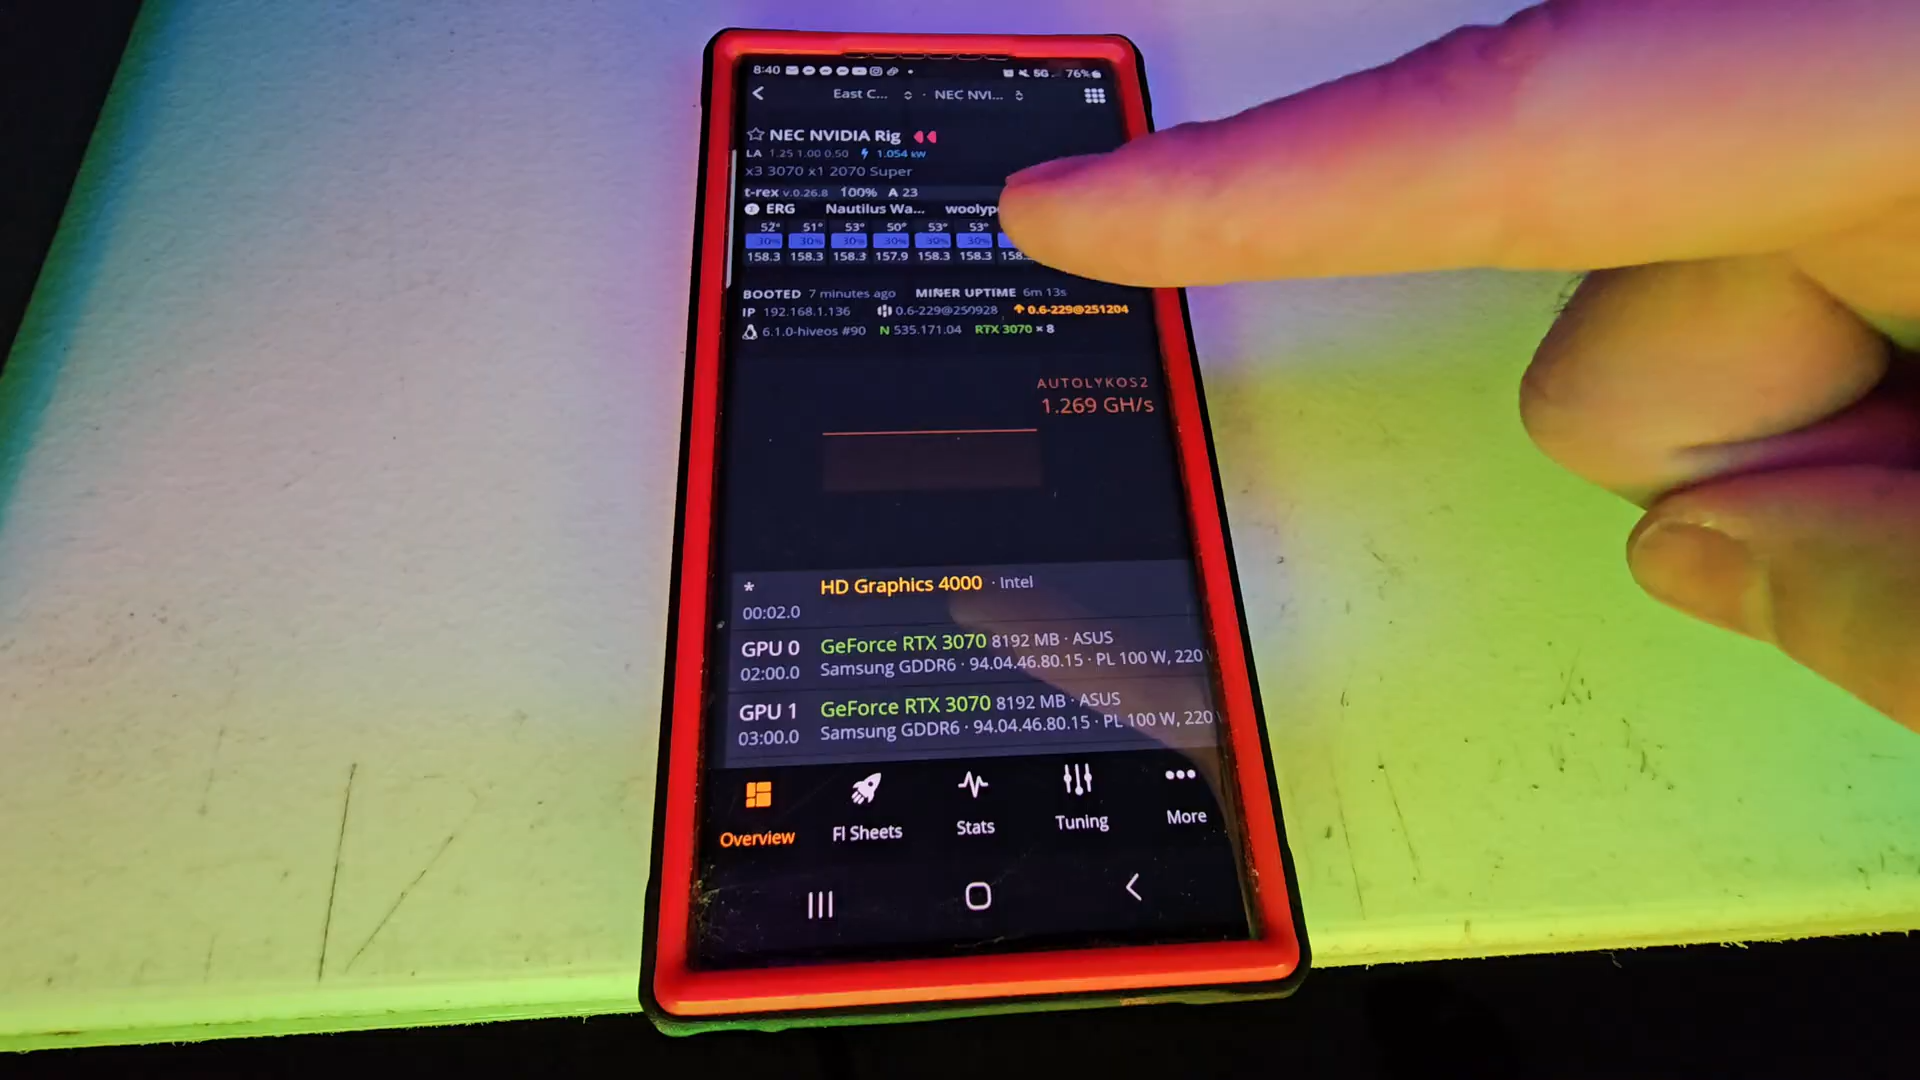 8:40 5G 76%
East C... · NEC NVI...
NEC NVIDIA Rig
LA 1.25 1.00 0.50 1.054 kW
x3 3070 x1 2070 Super
t-rex v.0.26.8 100% A 23
ERG Nautilus Wa... woolyp
52° 51° 53° 50° 53° 53°
30% 30% 30% 30% 30% 30%
158.3 158.3 158.3 157.9 158.3 158.3 158.
BOOTED 7 minutes ago MINER UPTIME 6m 13s
IP 192.168.1.136 0.6-229@250928 0.6-229@251204
6.1.0-hiveos #90 N 535.171.04 RTX 3070 × 8
AUTOLYKOS2
1.269 GH/s
* HD Graphics 4000 · Intel
00:02.0
GPU 0 GeForce RTX 3070 8192 MB · ASUS
02:00.0 Samsung GDDR6 · 94.04.46.80.15 · PL 100 W, 220
GPU 1 GeForce RTX 3070 8192 MB · ASUS
03:00.0 Samsung GDDR6 · 94.04.46.80.15 · PL 100 W, 220
Overview Fl Sheets Stats Tuning More